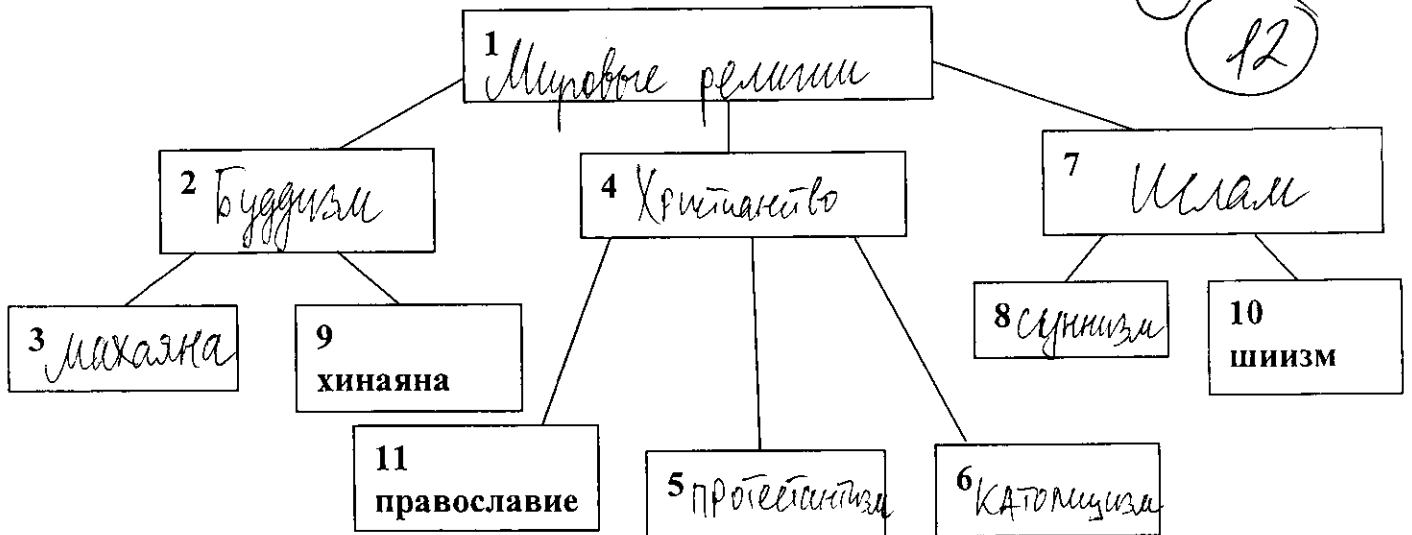 12
1 Мировые религии
2 Буддизм
4 Христианство
7 Ислам
3 махаяна
9
хинаяна
8 суннизм
10
шиизм
11
православие
5 протестантизм
6 католицизм